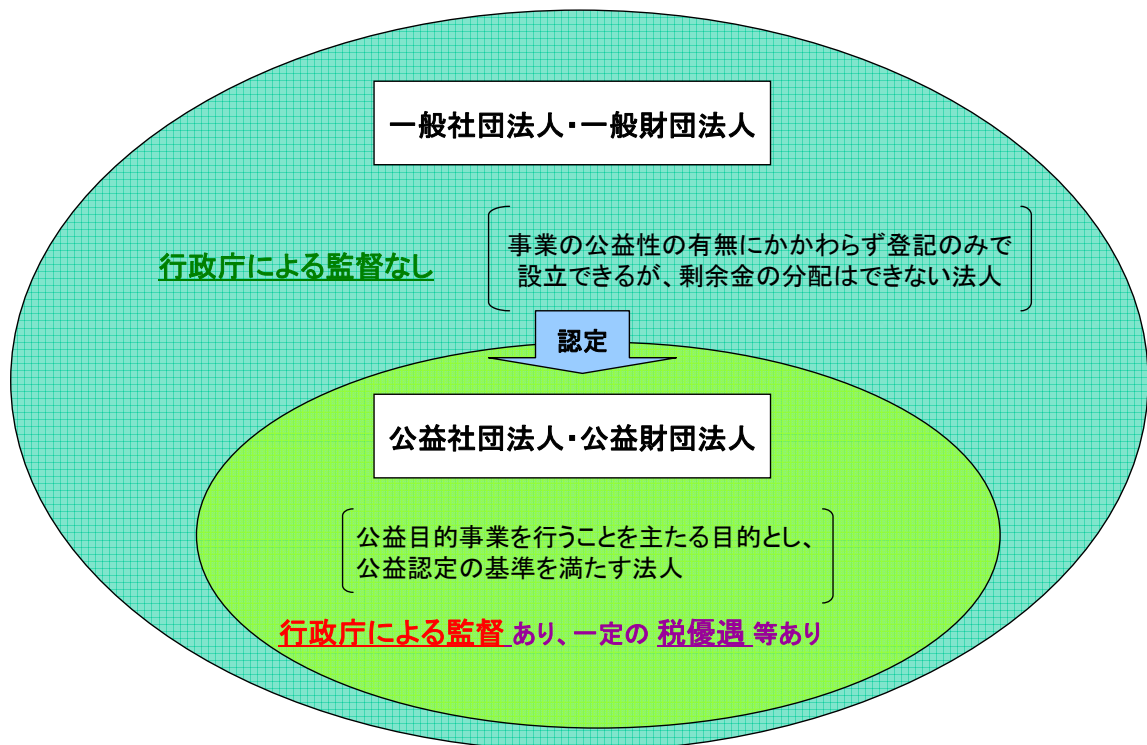 一般社団法人・一般財団法人
行政庁による監督なし
事業の公益性の有無にかかわらず登記のみで
設立できるが、剰余金の分配はできない法人
認定
公益社団法人・公益財団法人
公益目的事業を行うことを主たる目的とし、
公益認定の基準を満たす法人
行政庁による監督 あり、一定の 税優遇 等あり